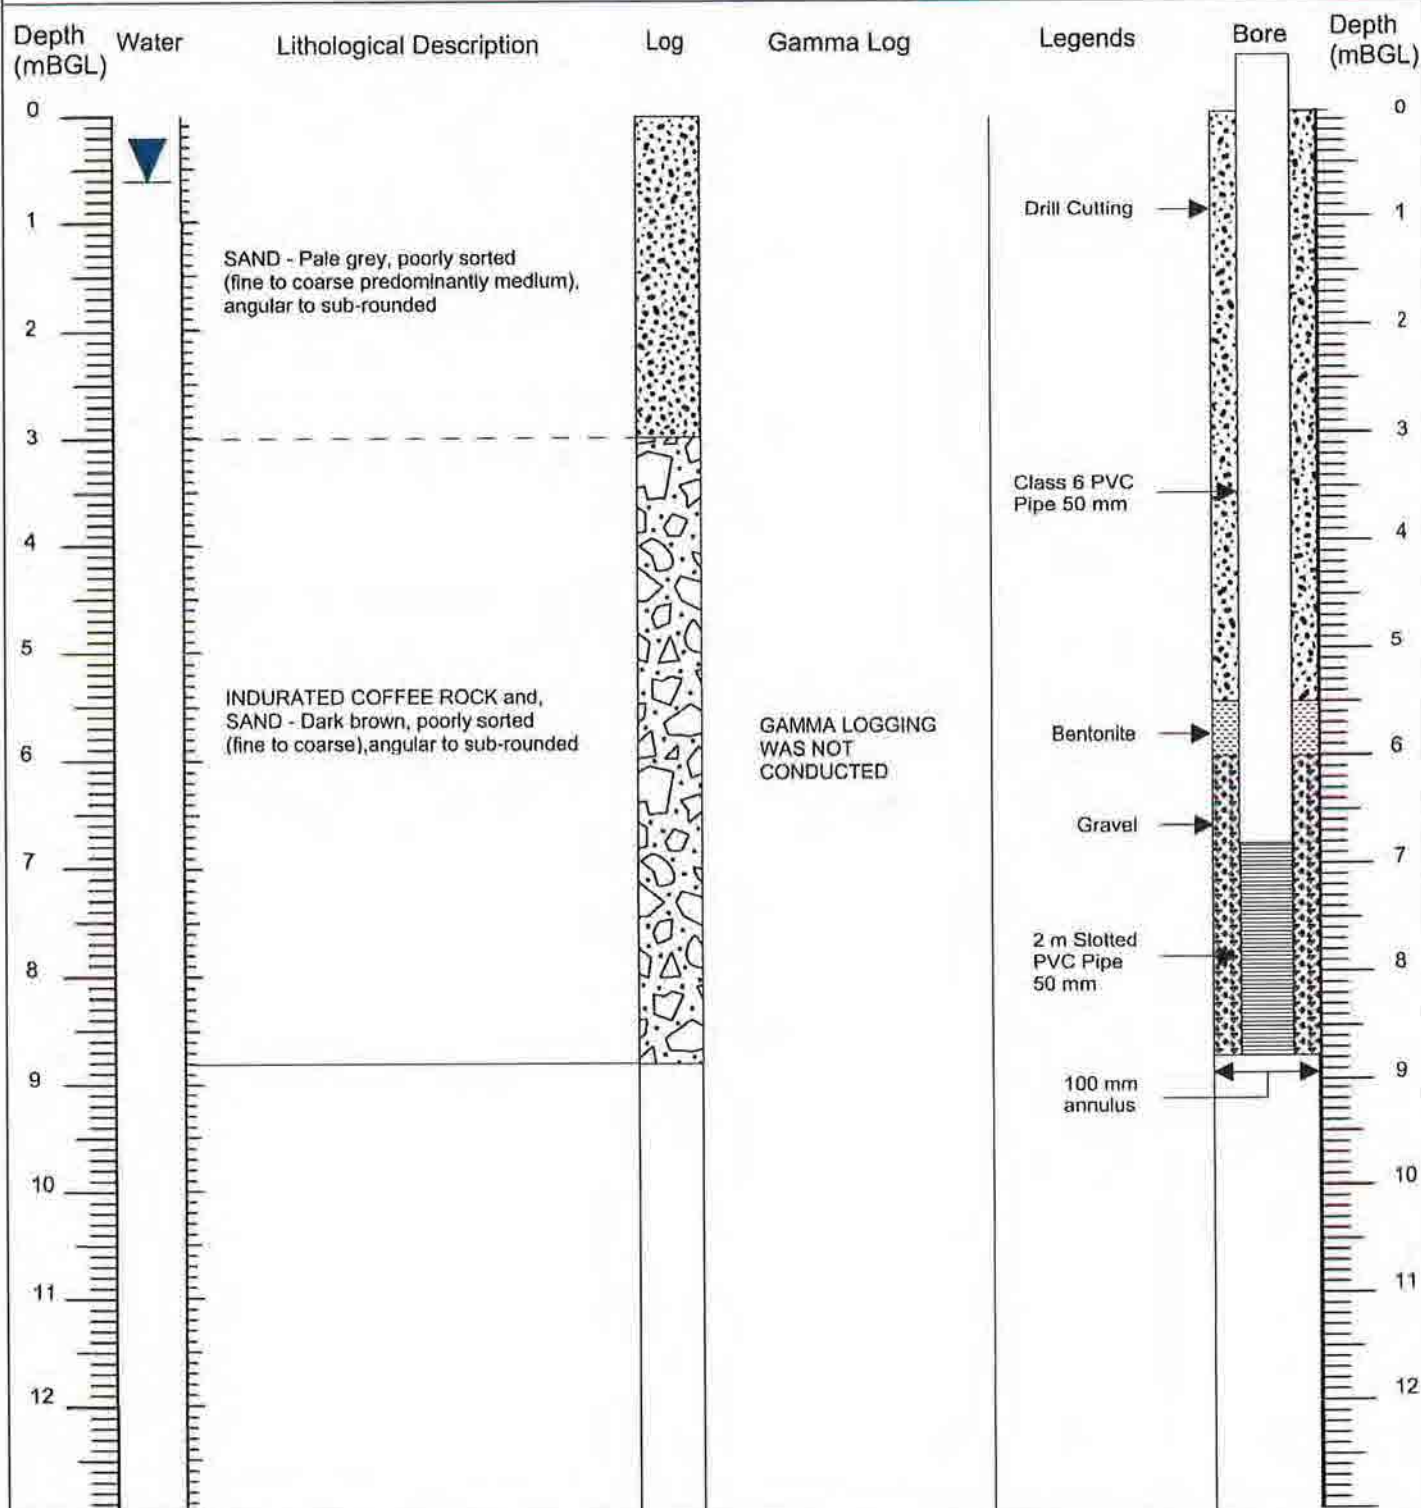 Depth
(mBGL)
Water
Lithological Description
Log
Gamma Log
Legends
Bore
Depth
(mBGL)
0
1
2
3
4
5
6
7
8
9
10
11
12
SAND - Pale grey, poorly sorted
(fine to coarse predominantly medium),
angular to sub-rounded
INDURATED COFFEE ROCK and,
SAND - Dark brown, poorly sorted
(fine to coarse),angular to sub-rounded
GAMMA LOGGING
WAS NOT
CONDUCTED
Drill Cutting
Class 6 PVC
Pipe 50 mm
Bentonite
Gravel
2 m Slotted
PVC Pipe
50 mm
100 mm
annulus
0
1
2
3
4
5
6
7
8
9
10
11
12